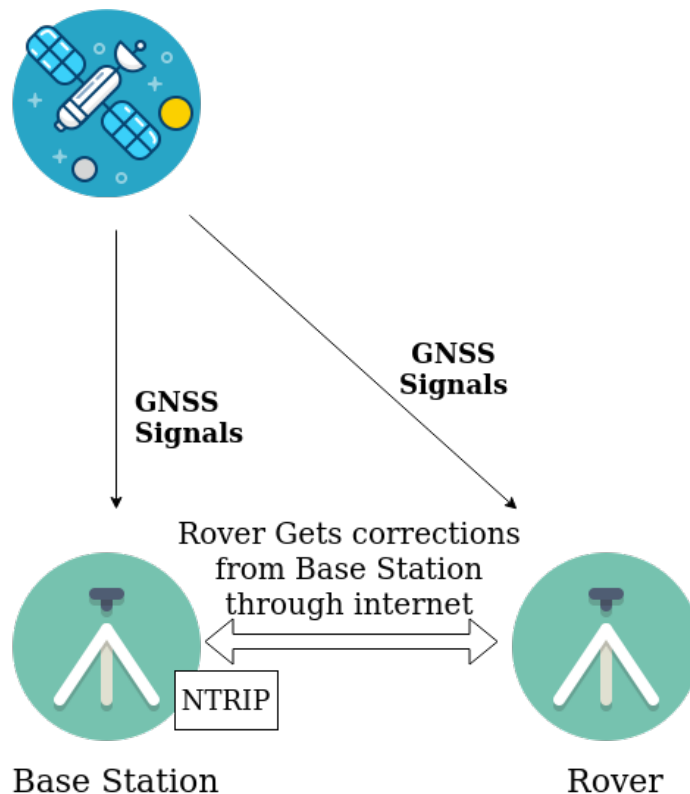 GNSS
Signals
GNSS
Signals
Rover Gets corrections
from Base Station
through internet
NTRIP
Base Station
Rover